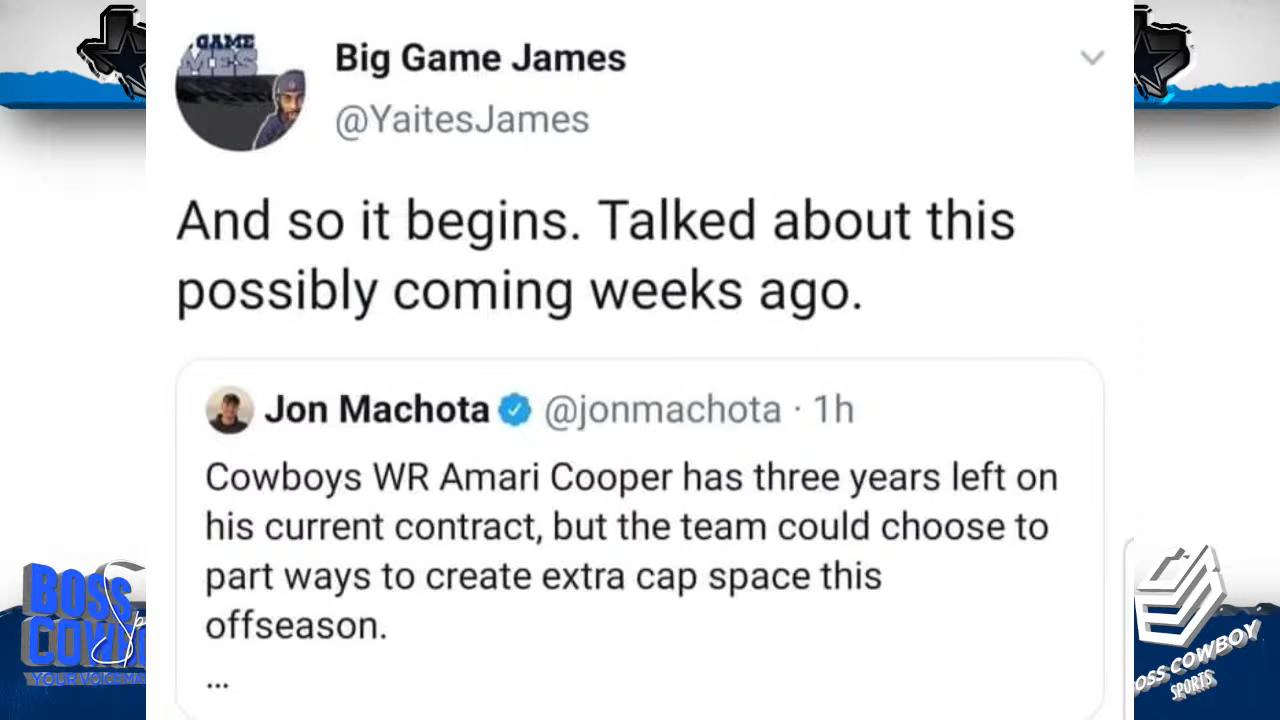 GAME
Big Game James
@YaitesJames
And so it begins. Talked about this
possibly coming weeks ago.
Jon Machota @jonmachota · 1h
Cowboys WR Amari Cooper has three years left on
his current contract, but the team could choose to
part ways to create extra cap space this
offseason.
...
BOSS
YOUR
COWBOY
SPORTS